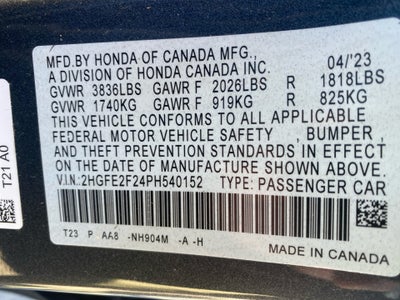 MFD.BY HONDA OF CANADA MFG., 04/'23
A DIVISION OF HONDA CANADA INC.
GVWR 3836LBS GAWR F 2026LBS R 1818LBS
GVWR 1740KG GAWR F 919KG R 825KG
THIS VEHICLE CONFORMS TO ALL APPLICABLE
FEDERAL MOTOR VEHICLE SAFETY , BUMPER ,
AND THEFT PREVENTION STANDARDS IN EFFECT
ON THE DATE OF MANUFACTURE SHOWN ABOVE.
V.I.N.:2HGFE2F24PH540152 TYPE: PASSENGER CAR
T23 P AA8 -NH904M -A -H
MADE IN CANADA
T21 A0